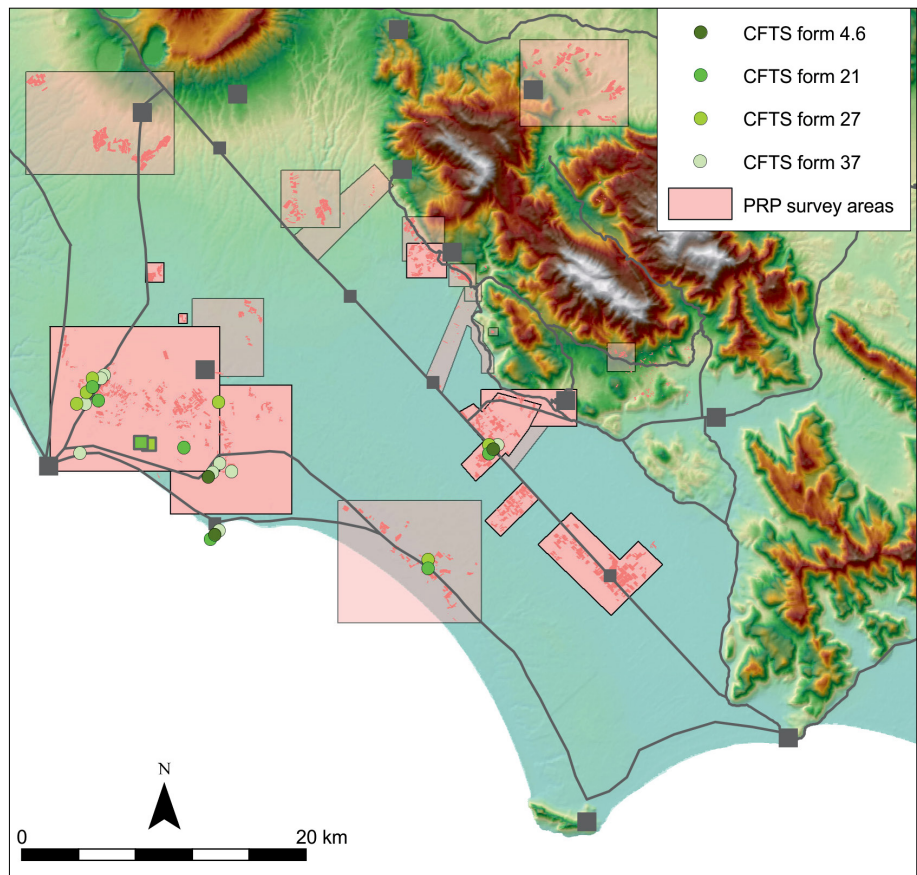 CFTS form 4.6
CFTS form 21
CFTS form 27
CFTS form 37
PRP survey areas
N
0 20 km